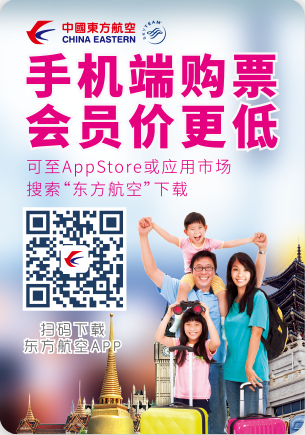 中國東方航空
CHINA EASTERN
SKYTEAM
手机端购票
会员价更低
可至AppStore或应用市场
搜索“东方航空”下载
扫码下载
东方航空APP